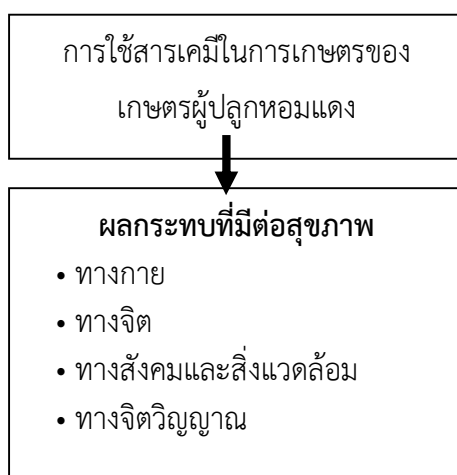 การใช้สารเคมีในการเกษตรของ
เกษตรผู้ปลูกหอมแดง
ผลกระทบที่มีต่อสุขภาพ
• ทางกาย
• ทางจิต
• ทางสังคมและสิ่งแวดล้อม
• ทางจิตวิญญาณ